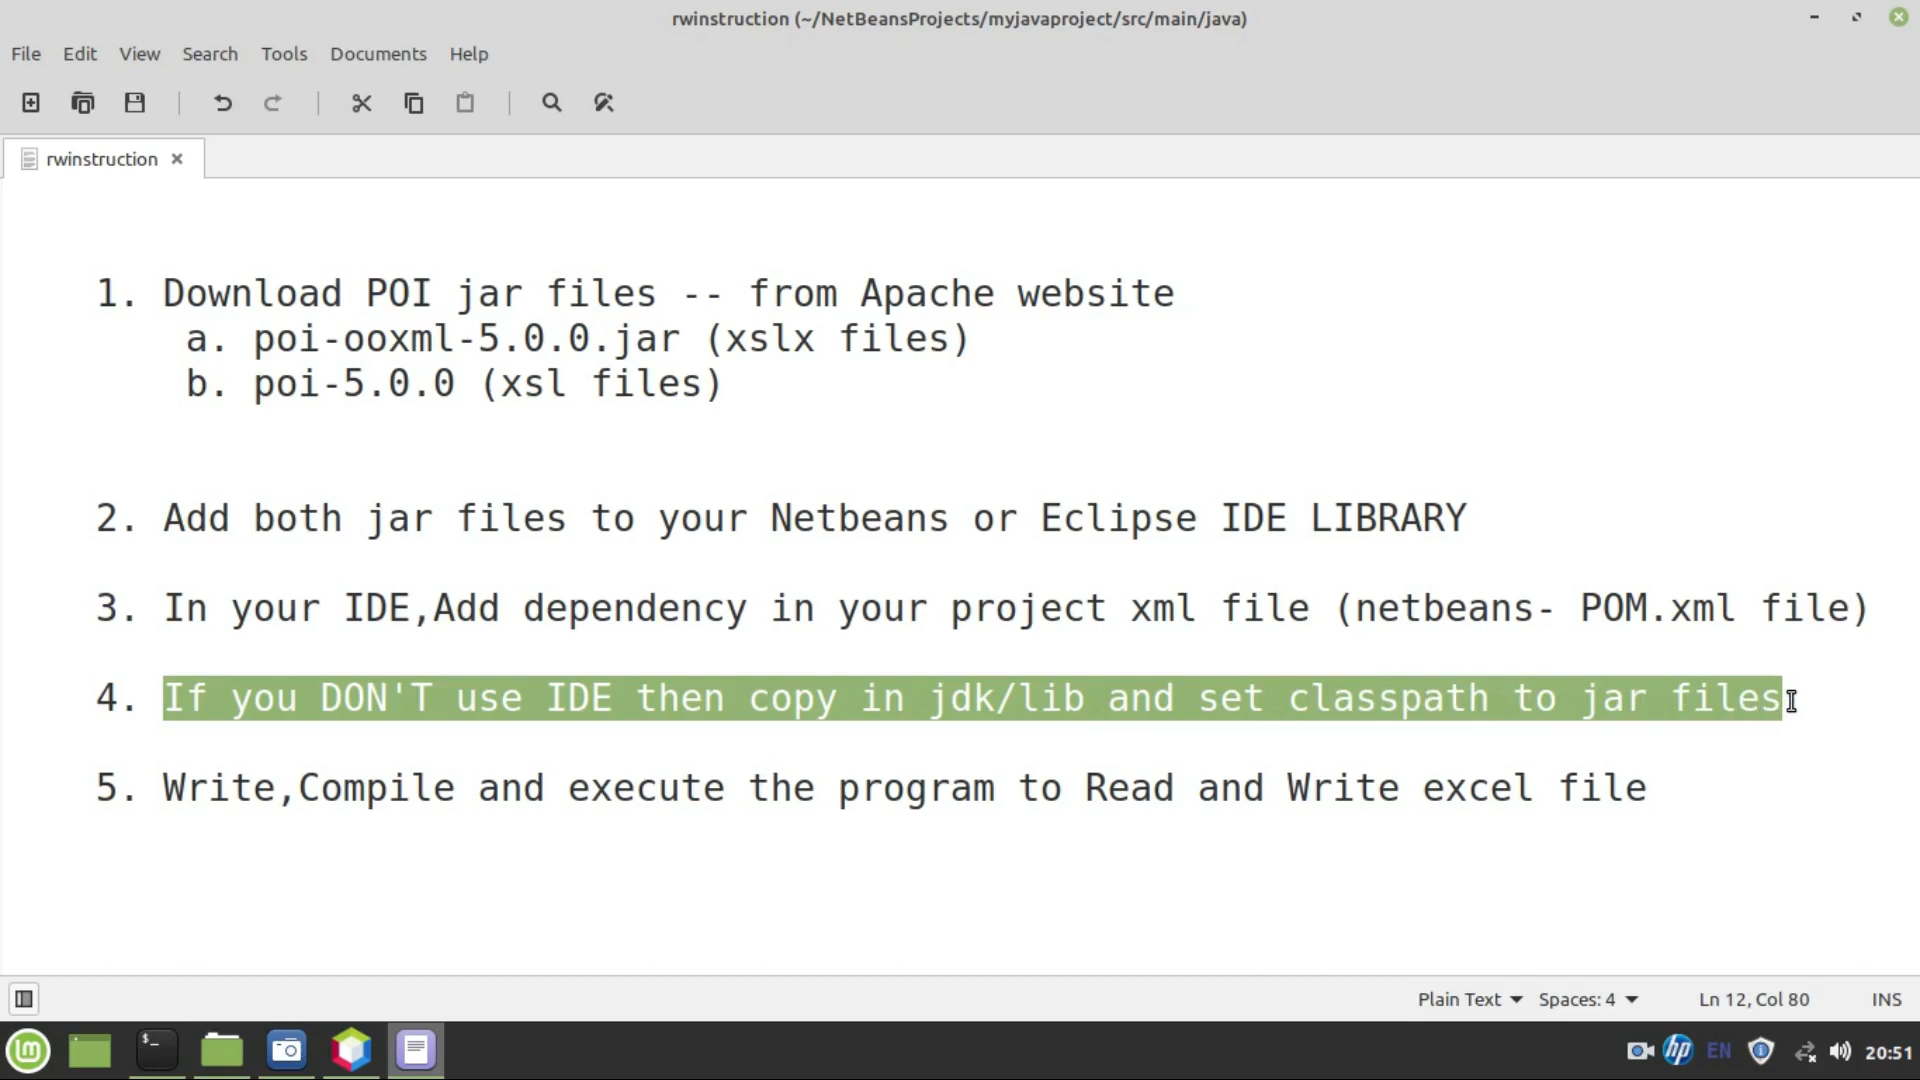 rwinstruction (~/NetBeansProjects/myjavaproject/src/main/java)
File Edit View Search Tools Documents Help
rwinstruction
1. Download POI jar files -- from Apache website
a. poi-ooxml-5.0.0.jar (xslx files)
b. poi-5.0.0 (xsl files)
2. Add both jar files to your Netbeans or Eclipse IDE LIBRARY
3. In your IDE,Add dependency in your project xml file (netbeans- POM.xml file)
4. If you DON'T use IDE then copy in jdk/lib and set classpath to jar files
5. Write,Compile and execute the program to Read and Write excel file
Plain Text Spaces: 4 Ln 12, Col 80 INS
$_ hp EN 20:51